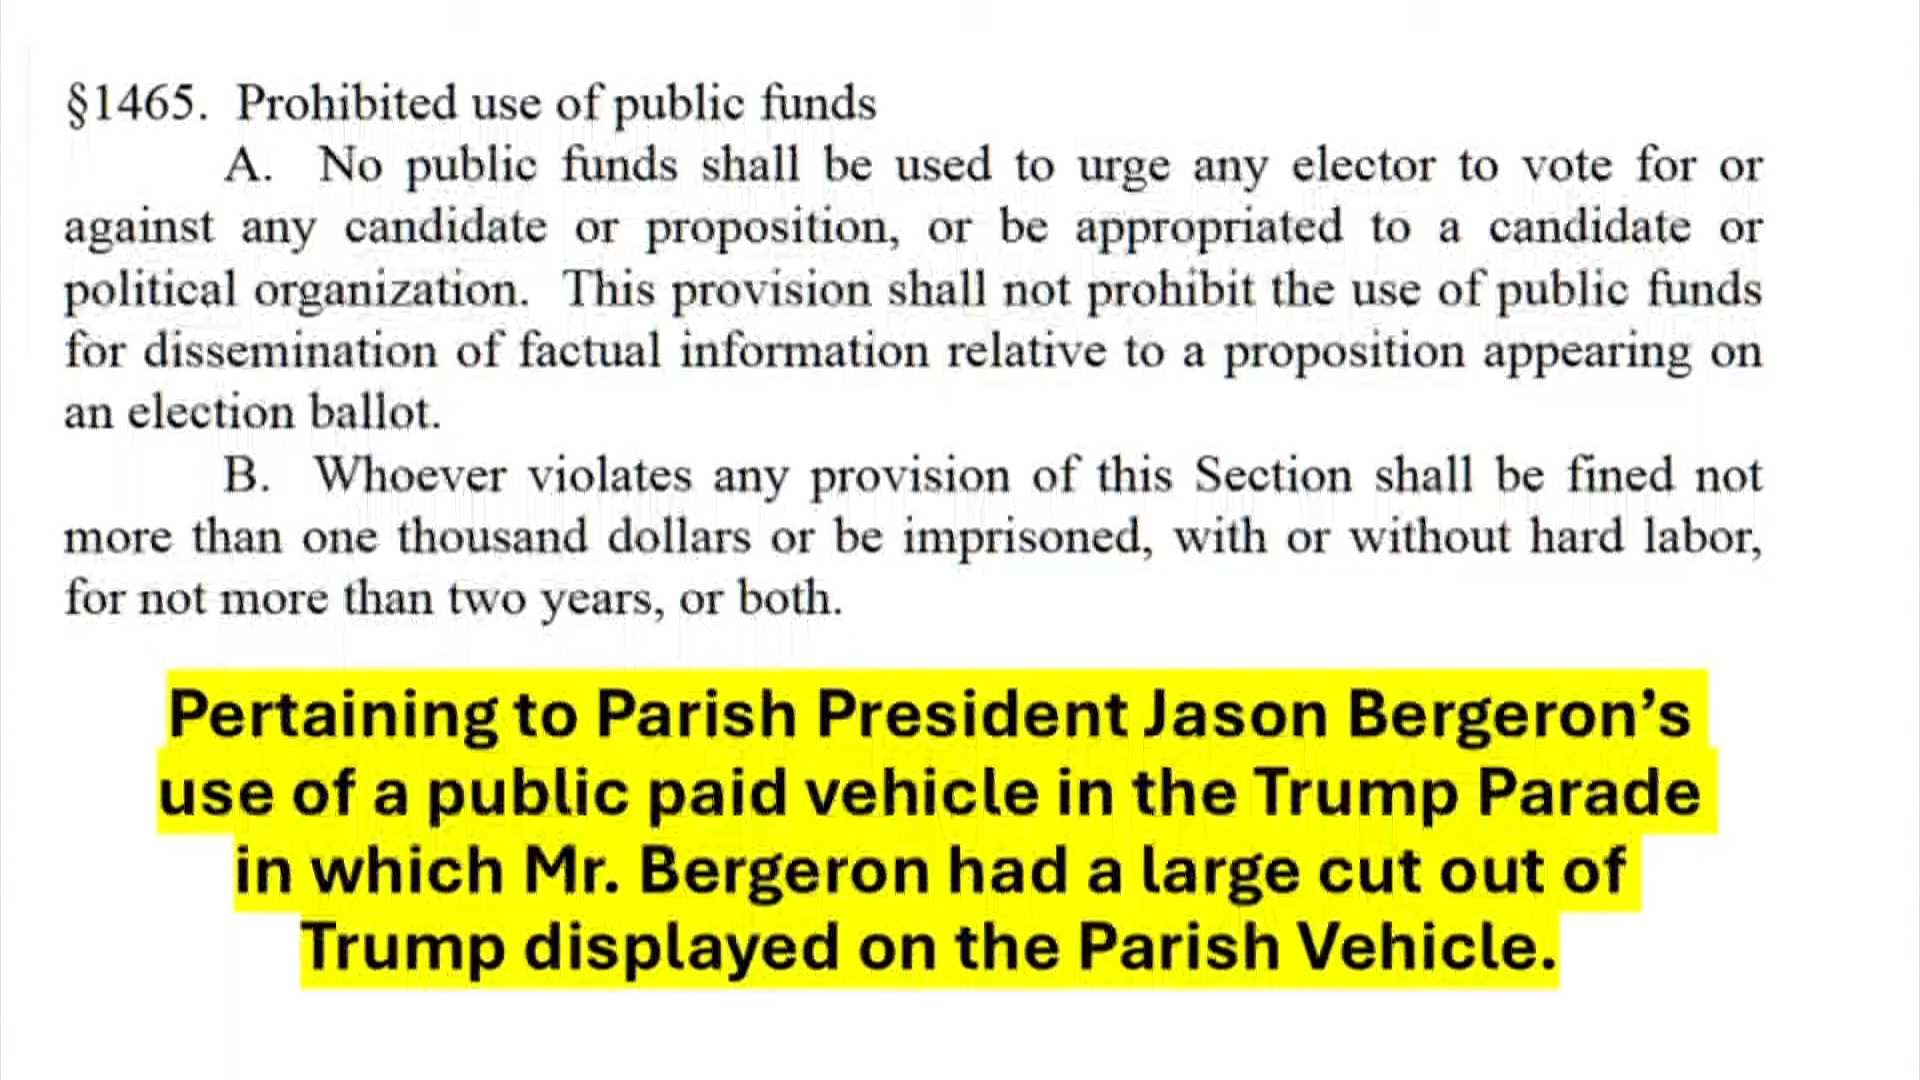 §1465. Prohibited use of public funds
A. No public funds shall be used to urge any elector to vote for or
against any candidate or proposition, or be appropriated to a candidate or
political organization. This provision shall not prohibit the use of public funds
for dissemination of factual information relative to a proposition appearing on
an election ballot.
B. Whoever violates any provision of this Section shall be fined not
more than one thousand dollars or be imprisoned, with or without hard labor,
for not more than two years, or both.
Pertaining to Parish President Jason Bergeron’s
use of a public paid vehicle in the Trump Parade
in which Mr. Bergeron had a large cut out of
Trump displayed on the Parish Vehicle.